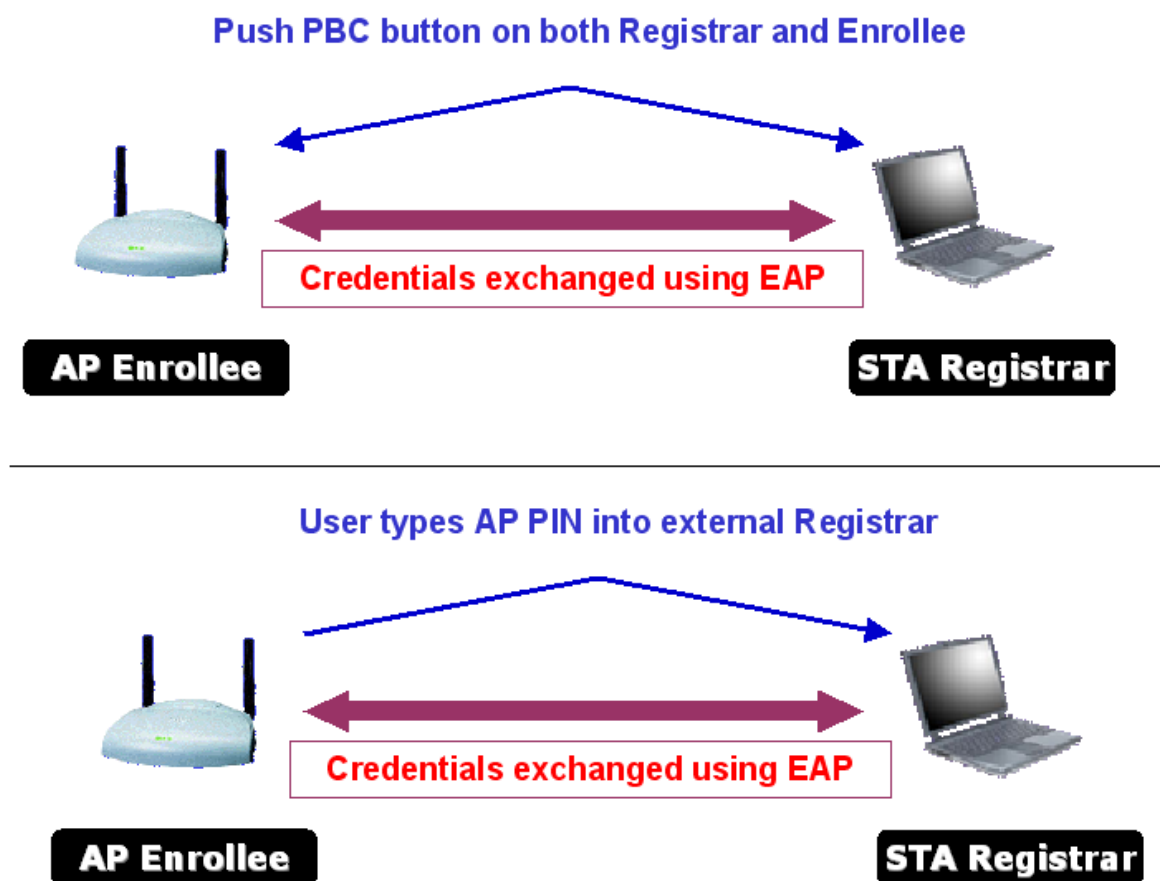 Push PBC button on both Registrar and Enrollee
Credentials exchanged using EAP
AP Enrollee
STA Registrar
User types AP PIN into external Registrar
Credentials exchanged using EAP
AP Enrollee
STA Registrar